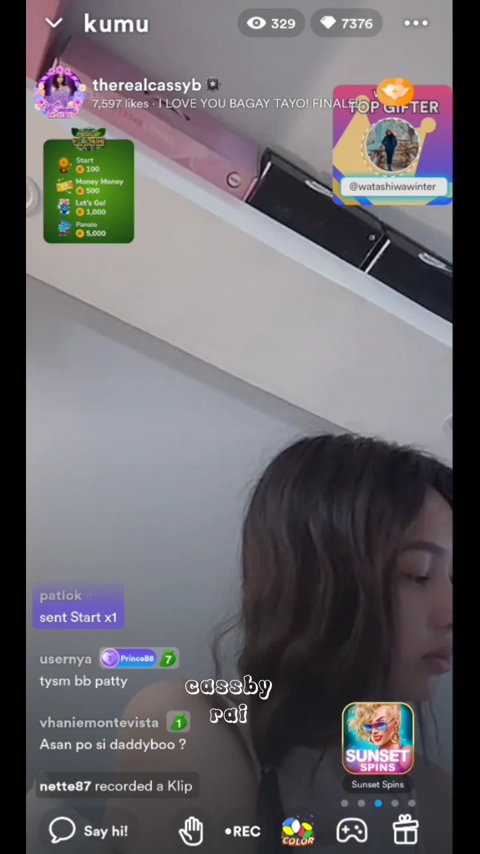 kumu
329
7376
therealcassyb
7,597 likes · I LOVE YOU BAGAY TAYO! FINALE
TOP GIFTER
@watashiwawinter
Start
100
Money Money
500
Let's Go!
1,000
Panalo
5,000
patlok
sent Start x1
usernya PrinceBB 7
tysm bb patty
vhaniemontevista 1
Asan po si daddyboo ?
nette87 recorded a Klip
cassby
rai
SUNSET
SPINS
Sunset Spins
Say hi!
•REC
COLOR